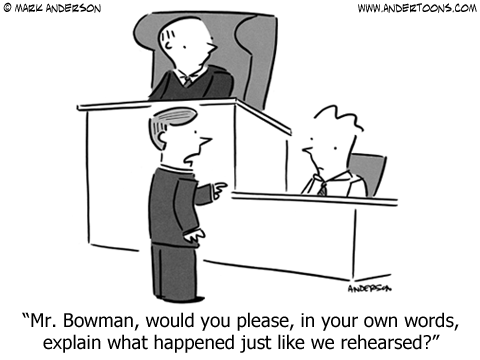 © MARK ANDERSON
WWW.ANDERTOONS.COM
ANDERSON
“Mr. Bowman, would you please, in your own words,
explain what happened just like we rehearsed?”